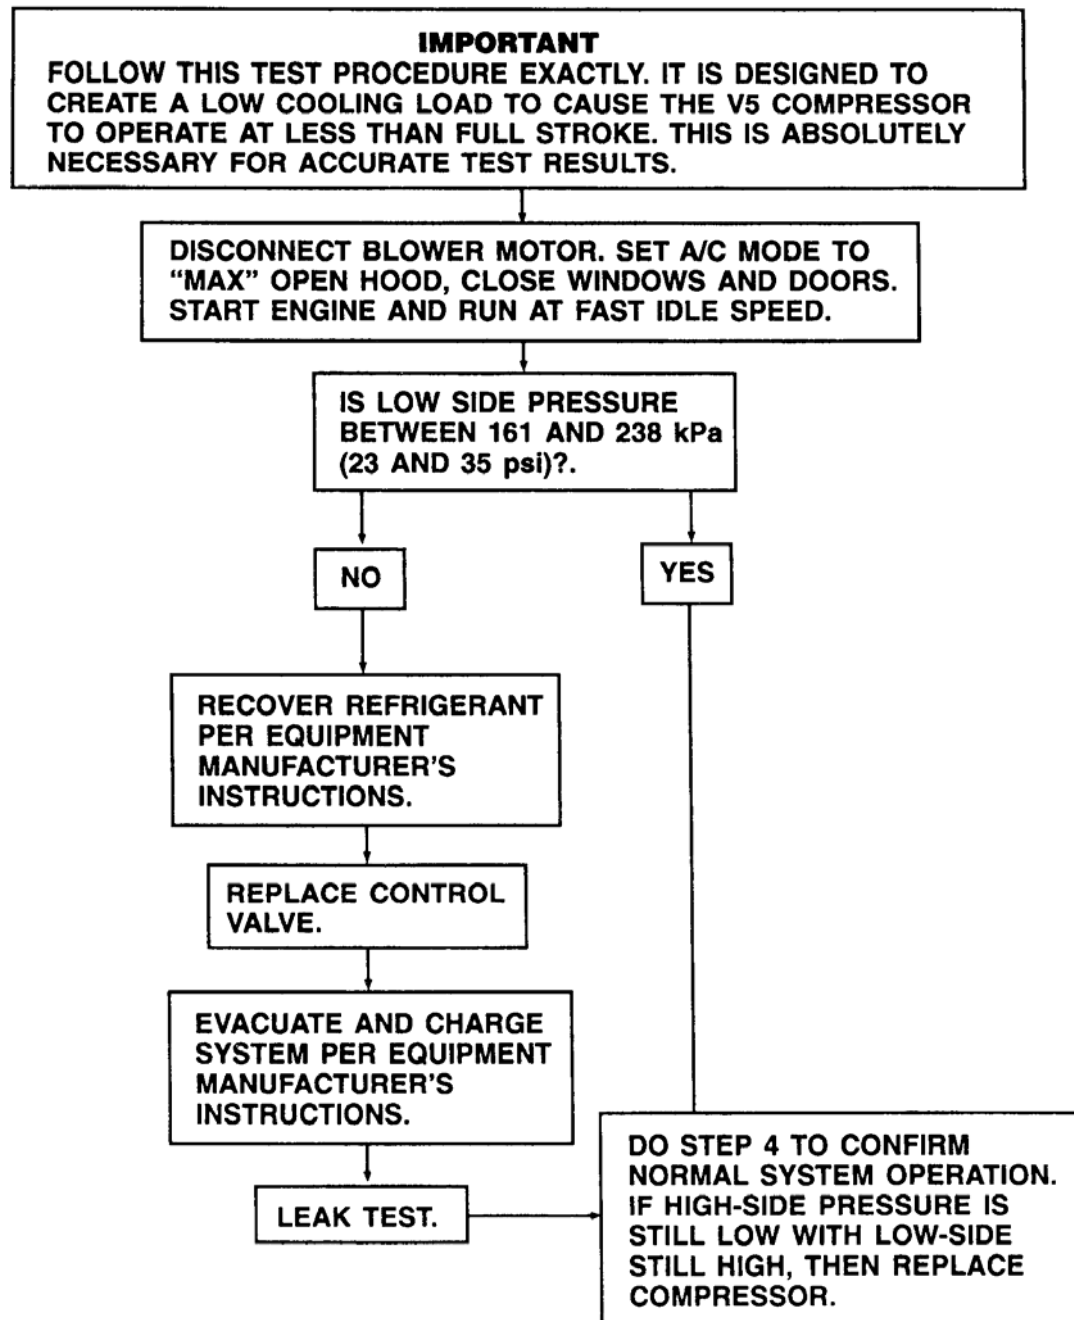 IMPORTANT
FOLLOW THIS TEST PROCEDURE EXACTLY. IT IS DESIGNED TO
CREATE A LOW COOLING LOAD TO CAUSE THE V5 COMPRESSOR
TO OPERATE AT LESS THAN FULL STROKE. THIS IS ABSOLUTELY
NECESSARY FOR ACCURATE TEST RESULTS.
DISCONNECT BLOWER MOTOR. SET A/C MODE TO
“MAX” OPEN HOOD, CLOSE WINDOWS AND DOORS.
START ENGINE AND RUN AT FAST IDLE SPEED.
IS LOW SIDE PRESSURE
BETWEEN 161 AND 238 kPa
(23 AND 35 psi)?.
NO
YES
RECOVER REFRIGERANT
PER EQUIPMENT
MANUFACTURER'S
INSTRUCTIONS.
REPLACE CONTROL
VALVE.
EVACUATE AND CHARGE
SYSTEM PER EQUIPMENT
MANUFACTURER'S
INSTRUCTIONS.
LEAK TEST.
DO STEP 4 TO CONFIRM
NORMAL SYSTEM OPERATION.
IF HIGH-SIDE PRESSURE IS
STILL LOW WITH LOW-SIDE
STILL HIGH, THEN REPLACE
COMPRESSOR.